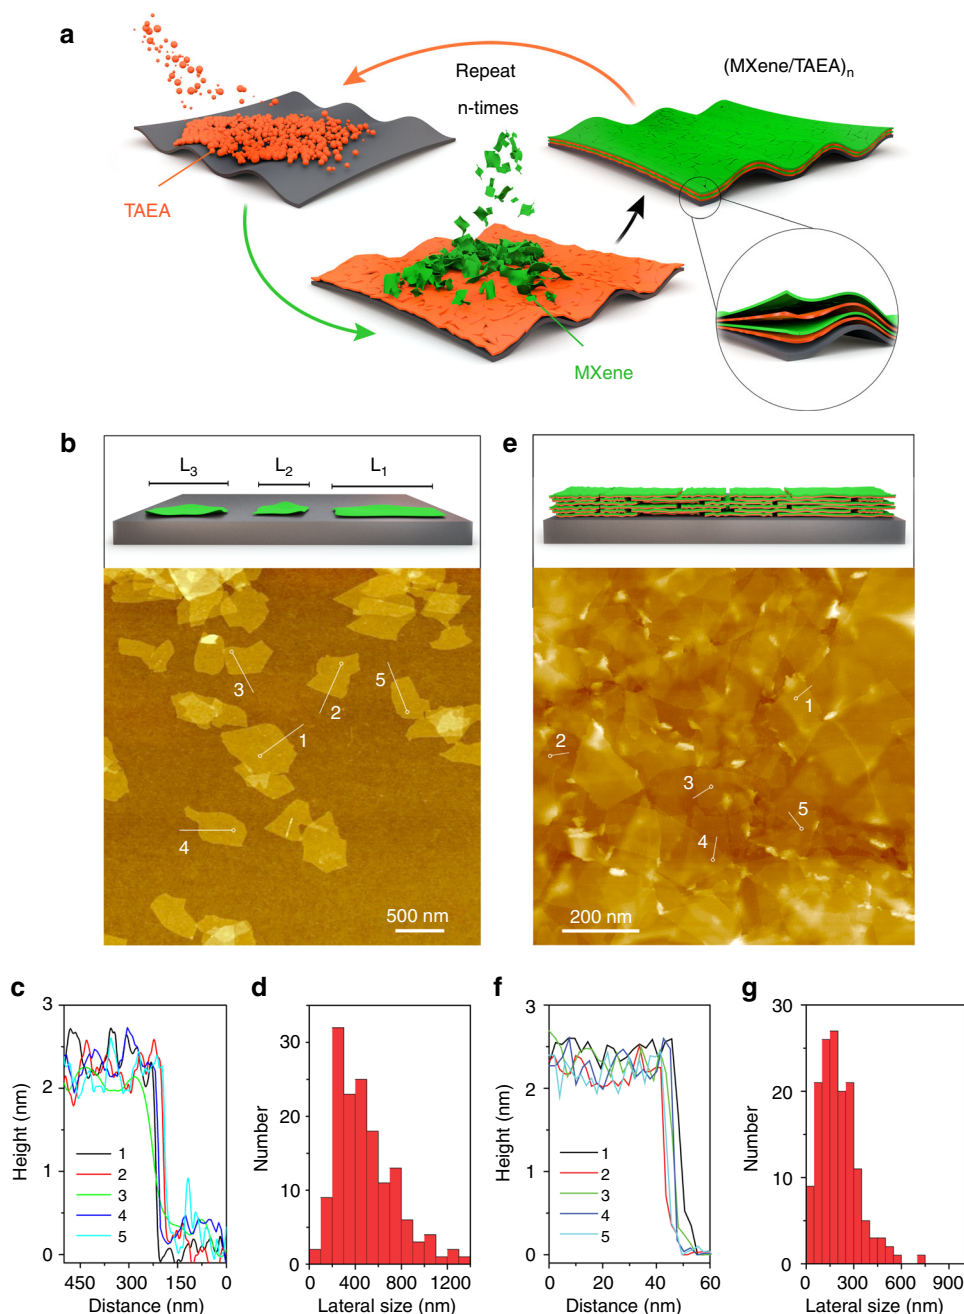 a
Repeat
n-times
(MXene/TAEA)n
TAEA
MXene
b
L3
L2
L1
3
2
5
1
4
500 nm
e
1
2
3
5
4
200 nm
c
Height (nm)
3
2
1
0
1
2
3
4
5
450
300
150
0
Distance (nm)
d
Number
30
20
10
0
0
400
800
1200
Lateral size (nm)
f
Height (nm)
3
2
1
0
1
2
3
4
5
0
20
40
60
Distance (nm)
g
Number
30
20
10
0
0
300
600
900
Lateral size (nm)